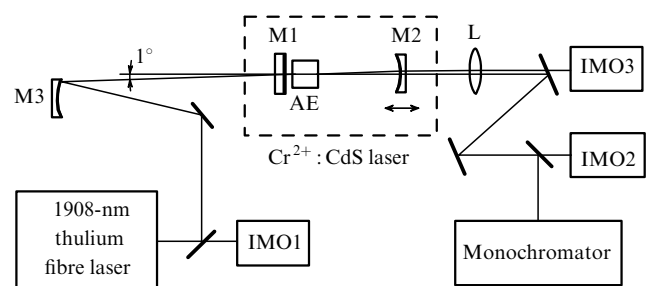 1°
M1
M2
L
M3
AE
IMO3
Cr²⁺ : CdS laser
IMO2
1908-nm
thulium
fibre laser
IMO1
Monochromator